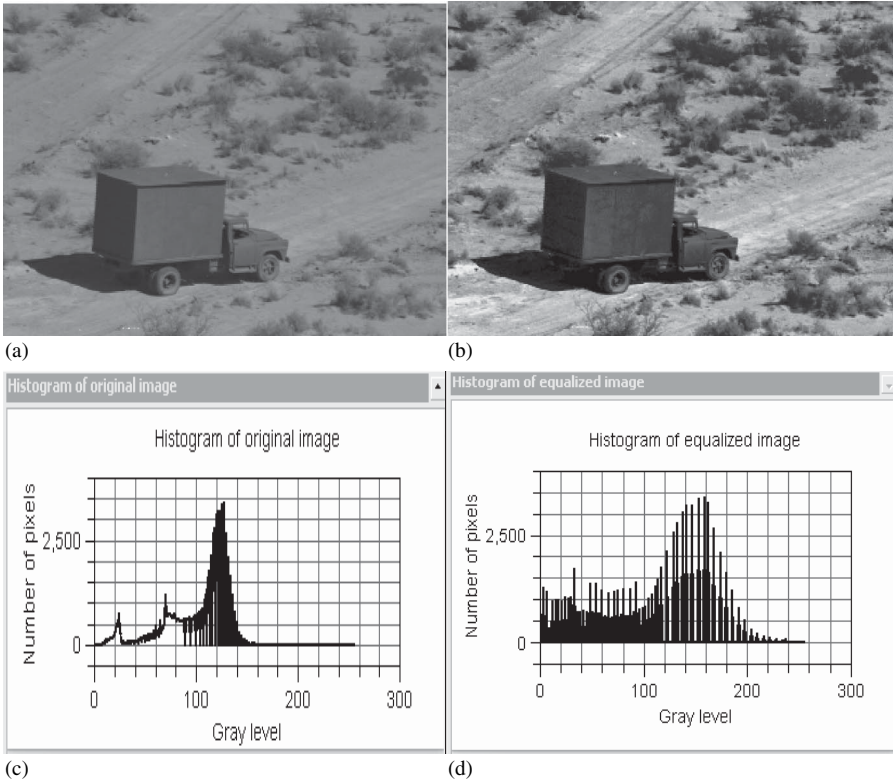 (a)
(b)
Histogram of original image
Histogram of equalized image
Histogram of original image
Number of pixels
2,500
0
0 100 200 300
Gray level
Histogram of equalized image
Number of pixels
2,500
0
0 100 200 300
Gray level
(c)
(d)